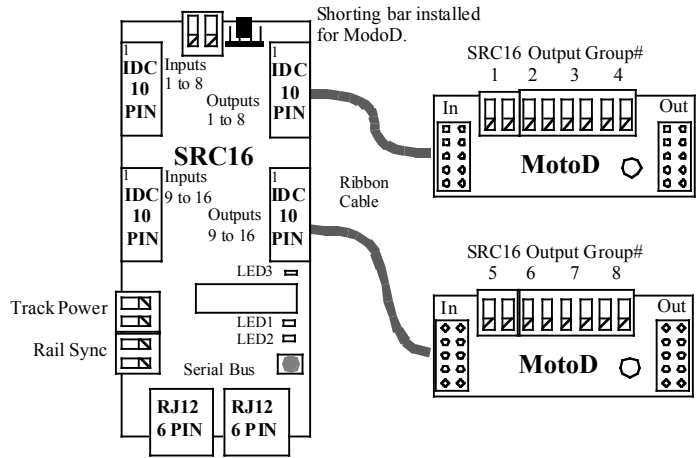 Shorting bar installed
for ModoD.
1
IDC
10
PIN
Inputs
1 to 8
Outputs
1 to 8
1
IDC
10
PIN
SRC16
1
IDC
10
PIN
Inputs
9 to 16
Outputs
9 to 16
1
IDC
10
PIN
LED3
LED1
LED2
Track Power
Rail Sync
Serial Bus
RJ12
6 PIN
RJ12
6 PIN
Ribbon
Cable
SRC16 Output Group#
1 2 3 4
In
Out
MotoD
SRC16 Output Group#
5 6 7 8
In
Out
MotoD